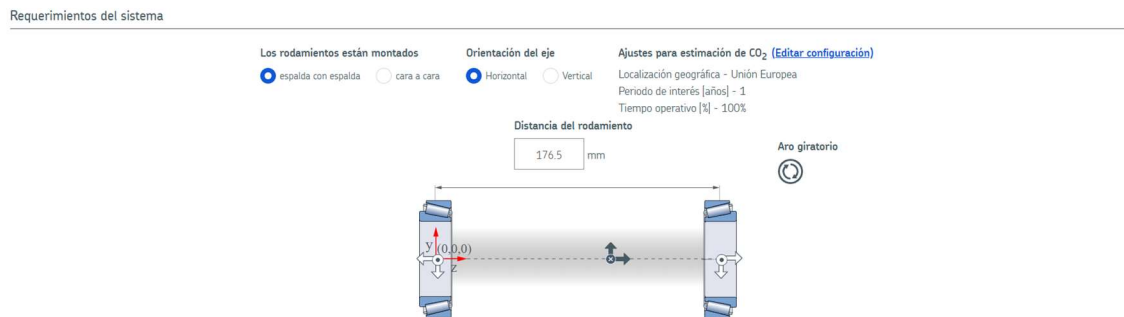 Requerimientos del sistema
Los rodamientos están montados
espalda con espalda
cara a cara
Orientación del eje
Horizontal
Vertical
Ajustes para estimación de CO2 (Editar configuración)
Localización geográfica - Unión Europea
Periodo de interés |años| - 1
Tiempo operativo |%| - 100%
Distancia del rodamiento
176.5 mm
Aro giratorio
y (0,0,0)
z